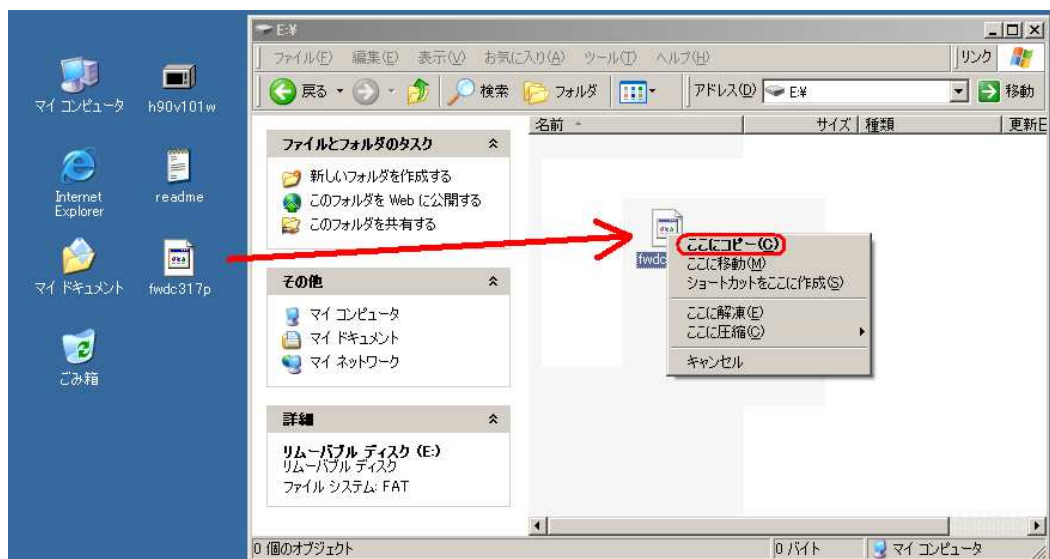 マイ コンピュータ
h90v101w
Internet
Explorer
readme
マイ ドキュメント
fwdc317p
ごみ箱
E:¥
ファイル(F) 編集(E) 表示(V) お気に入り(A) ツール(T) ヘルプ(H)
リンク
戻る 検索 フォルダ アドレス(D) E:¥ 移動
ファイルとフォルダのタスク
新しいフォルダを作成する
このフォルダを Web に公開する
このフォルダを共有する
その他
マイ コンピュータ
マイ ドキュメント
マイ ネットワーク
詳細
リムーバブル ディスク (E:)
リムーバブル ディスク
ファイル システム: FAT
名前 サイズ 種類
fwdc
ここにコピー(C)
ここに移動(M)
ショートカットをここに作成(S)
ここに解凍(E)
ここに圧縮(C)
キャンセル
0 個のオブジェクト
0 バイト
マイ コンピュータ